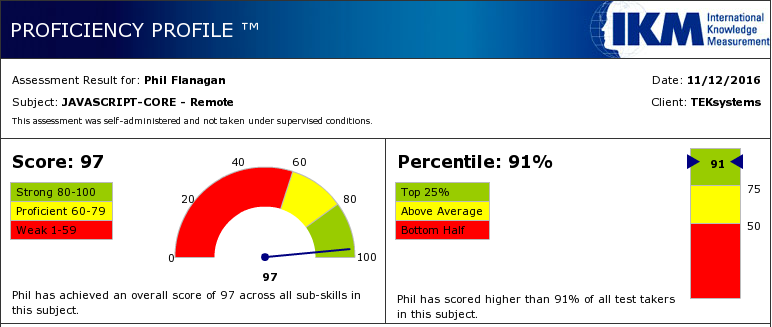 PROFICIENCY PROFILE ™
IKM International
Knowledge
Measurement
Assessment Result for: Phil Flanagan
Date: 11/12/2016
Subject: JAVASCRIPT-CORE - Remote
Client: TEKsystems
This assessment was self-administered and not taken under supervised conditions.
Score: 97
Strong 80-100
Proficient 60-79
Weak 1-59
0
20
40
60
80
100
97
Phil has achieved an overall score of 97 across all sub-skills in
this subject.
Percentile: 91%
Top 25%
Above Average
Bottom Half
91
75
50
Phil has scored higher than 91% of all test takers
in this subject.